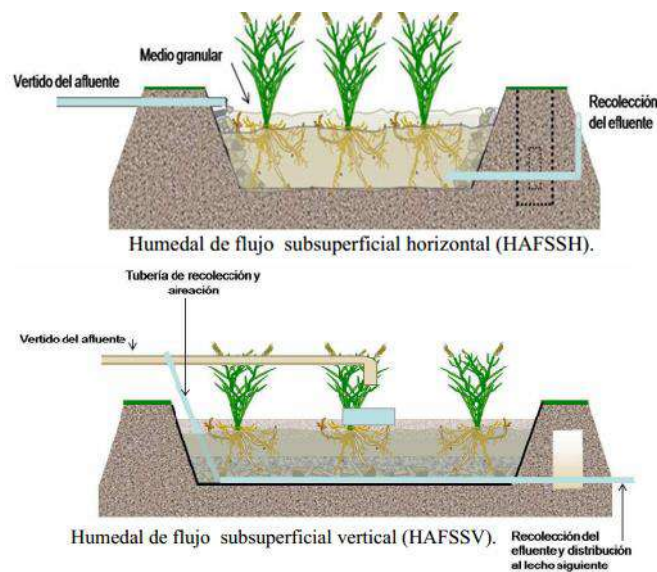 Medio granular
Vertido del afluente
Recolección
del efluente
Humedal de flujo subsuperficial horizontal (HAFSSH).
Tubería de recolección y
aireación
Vertido del afluente
Humedal de flujo subsuperficial vertical (HAFSSV).
Recolección del
efluente y distribución
al lecho siguiente